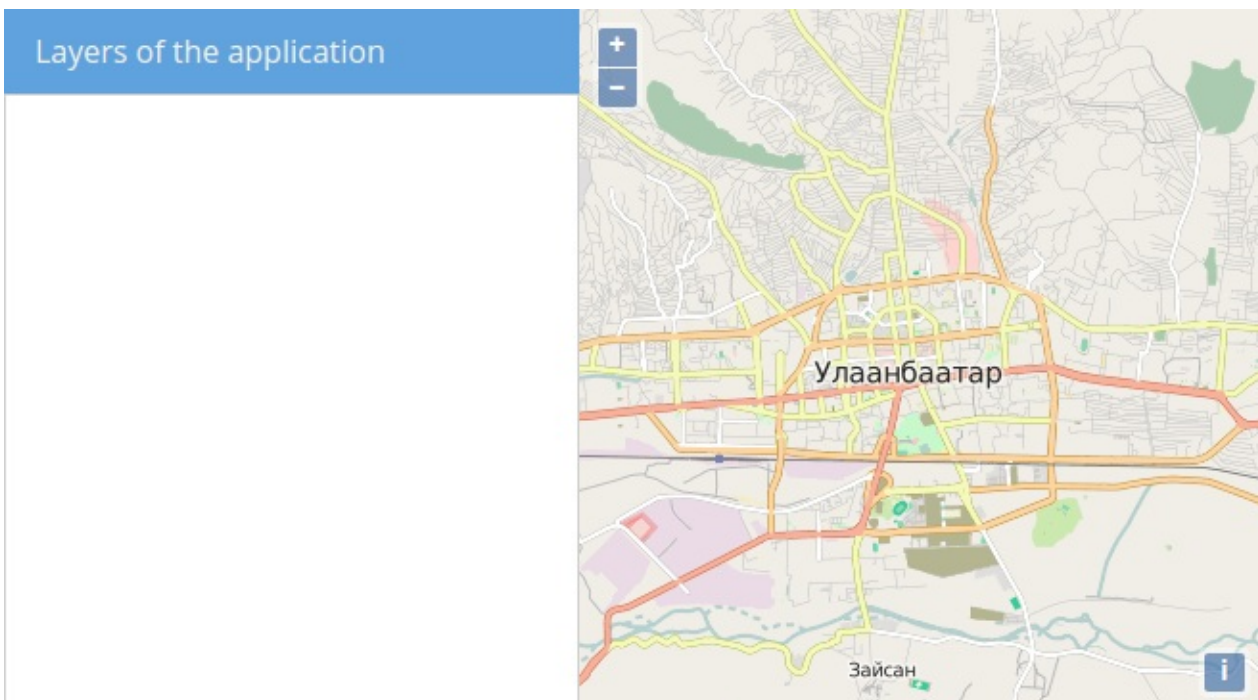 Layers of the application
+
−
Улаанбаатар
Зайсан
i